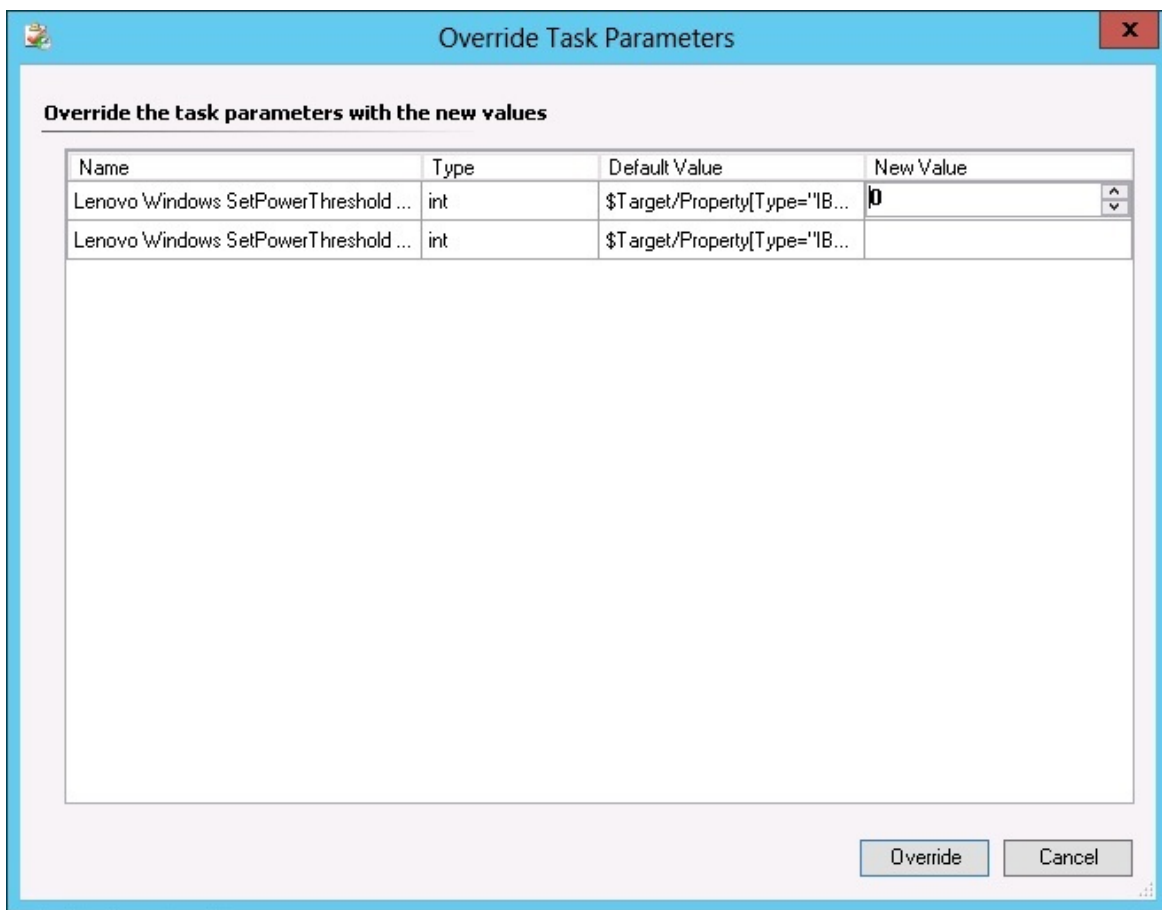 Override Task Parameters
x
Override the task parameters with the new values
Name Type Default Value New Value
Lenovo Windows SetPowerThreshold ... int $Target/Property[Type="IB... 0
Lenovo Windows SetPowerThreshold ... int $Target/Property[Type="IB...
Override Cancel